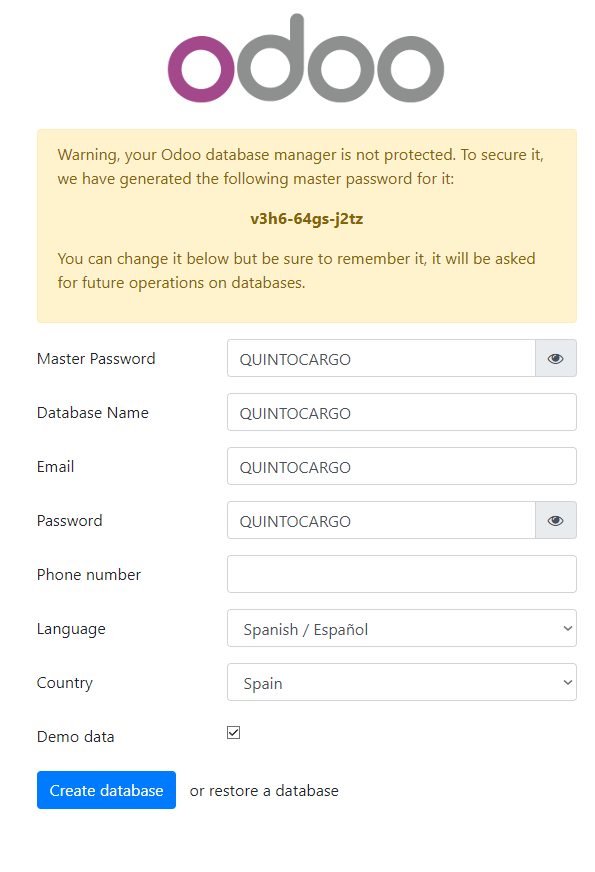 odoo
Warning, your Odoo database manager is not protected. To secure it,
we have generated the following master password for it:
v3h6-64gs-j2tz
You can change it below but be sure to remember it, it will be asked
for future operations on databases.
Master Password QUINTOCARGO
Database Name QUINTOCARGO
Email QUINTOCARGO
Password QUINTOCARGO
Phone number
Language Spanish / Español
Country Spain
Demo data
Create database or restore a database